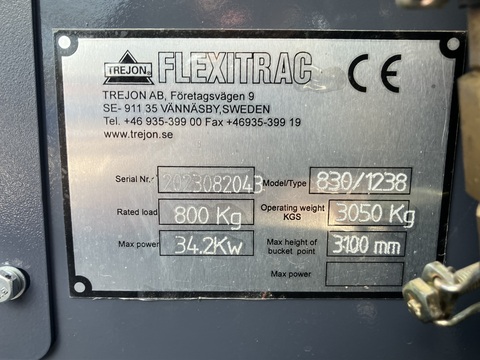 TREJON FLEXITRAC CE
TREJON AB, Företagsvägen 9
SE- 911 35 VÄNNÄSBY,SWEDEN
Tel. +46 935-399 00 Fax +46935-399 19
www.trejon.se
Serial Nr. 2023082043 Model/Type 830/1238
Rated load 800 Kg Operating weight KGS 3050 Kg
Max power 34.2Kw Max height of bucket point 3100 mm
Max power